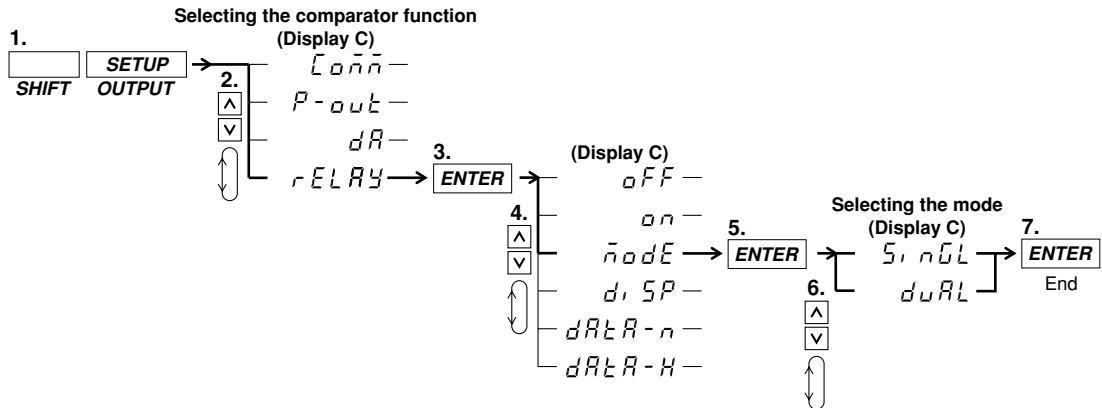 Selecting the comparator function
(Display C)
1.
SETUP
SHIFT OUTPUT
2.
Comm
P-out
dA
rELAY
3.
ENTER
(Display C)
4.
oFF
on
modE
diSP
dAtA-n
dAtA-H
5.
ENTER
Selecting the mode
(Display C)
6.
SinGL
duAL
7.
ENTER
End